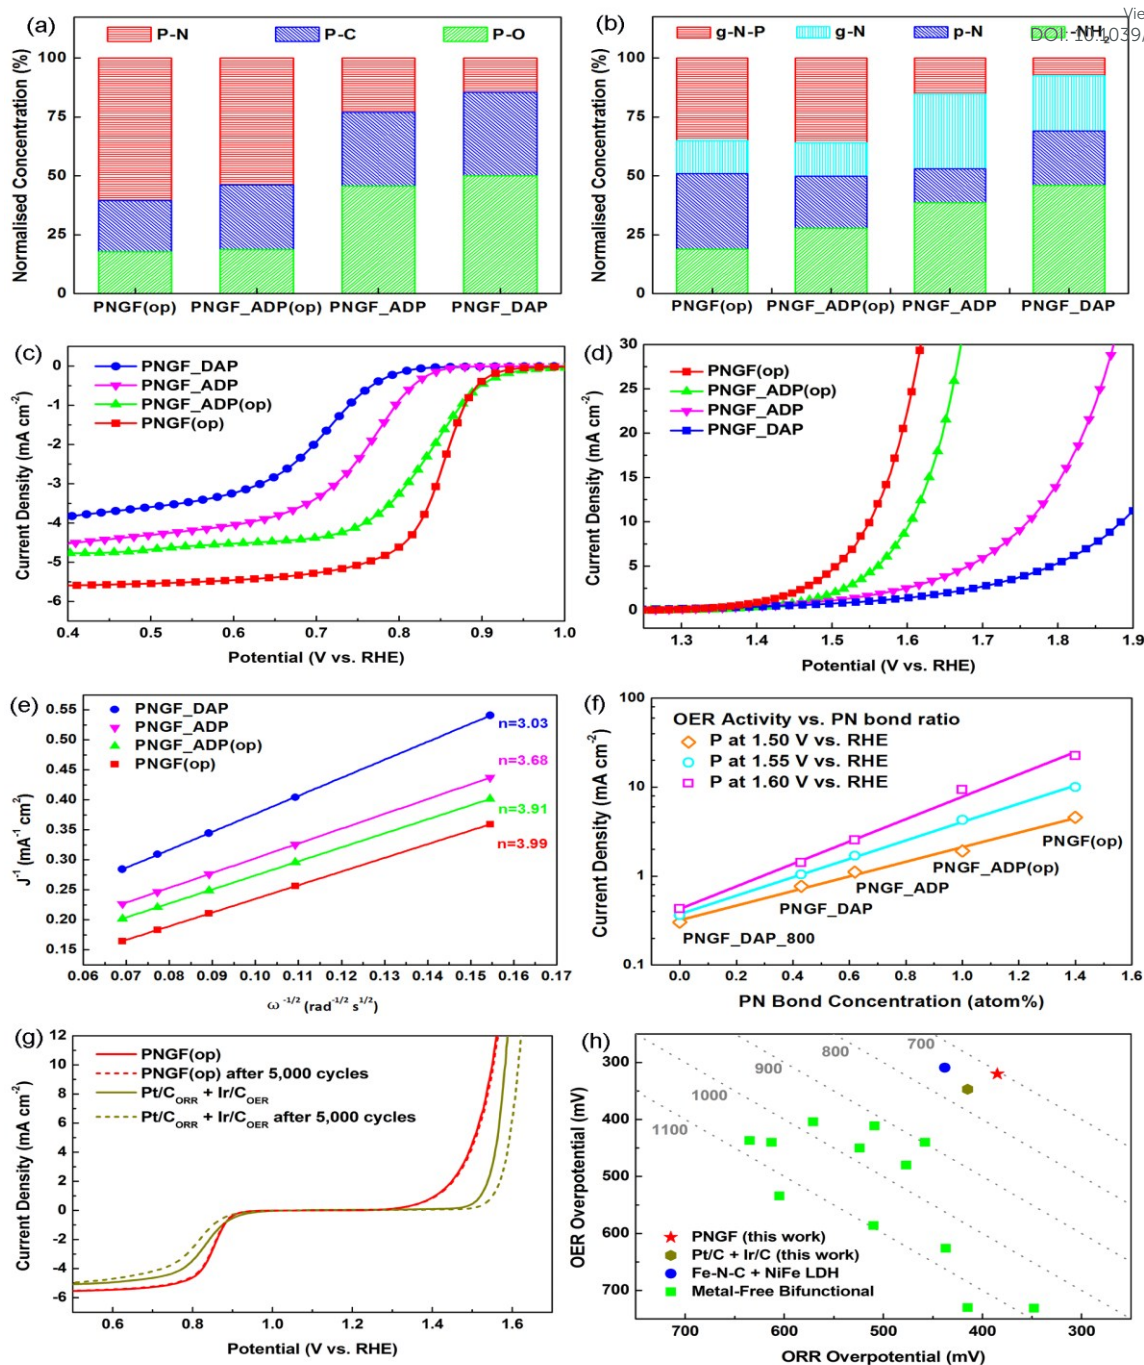 Vie
DOI: 10.1039/
(a)
P-N P-C P-O
Normalised Concentration (%)
100
75
50
25
0
PNGF(op) PNGF_ADP(op) PNGF_ADP PNGF_DAP
(b)
g-N-P g-N p-N -NH2
Normalised Concentration (%)
100
75
50
25
0
PNGF(op) PNGF_ADP(op) PNGF_ADP PNGF_DAP
(c)
PNGF_DAP
PNGF_ADP
PNGF_ADP(op)
PNGF(op)
Current Density (mA cm-2)
0
-1
-2
-3
-4
-5
-6
0.4 0.5 0.6 0.7 0.8 0.9 1.0
Potential (V vs. RHE)
(d)
PNGF(op)
PNGF_ADP(op)
PNGF_ADP
PNGF_DAP
Current Density (mA cm-2)
30
25
20
15
10
5
0
1.3 1.4 1.5 1.6 1.7 1.8 1.9
Potential (V vs. RHE)
(e)
PNGF_DAP
PNGF_ADP
PNGF_ADP(op)
PNGF(op)
n=3.03
n=3.68
n=3.91
n=3.99
J-1 (mA-1 cm2)
0.55
0.50
0.45
0.40
0.35
0.30
0.25
0.20
0.15
0.06 0.07 0.08 0.09 0.10 0.11 0.12 0.13 0.14 0.15 0.16 0.17
ω-1/2 (rad-1/2 s1/2)
(f)
OER Activity vs. PN bond ratio
P at 1.50 V vs. RHE
P at 1.55 V vs. RHE
P at 1.60 V vs. RHE
PNGF(op)
PNGF_ADP(op)
PNGF_ADP
PNGF_DAP
PNGF_DAP_800
Current Density (mA cm-2)
100
10
1
0.1
0.0 0.2 0.4 0.6 0.8 1.0 1.2 1.4 1.6
PN Bond Concentration (atom%)
(g)
PNGF(op)
PNGF(op) after 5,000 cycles
Pt/CORR + Ir/COER
Pt/CORR + Ir/COER after 5,000 cycles
Current Density (mA cm-2)
12
10
8
6
4
2
0
-2
-4
-6
0.6 0.8 1.0 1.2 1.4 1.6
Potential (V vs. RHE)
(h)
700
800
900
1000
1100
PNGF (this work)
Pt/C + Ir/C (this work)
Fe-N-C + NiFe LDH
Metal-Free Bifunctional
OER Overpotential (mV)
300
400
500
600
700
700 600 500 400 300
ORR Overpotential (mV)